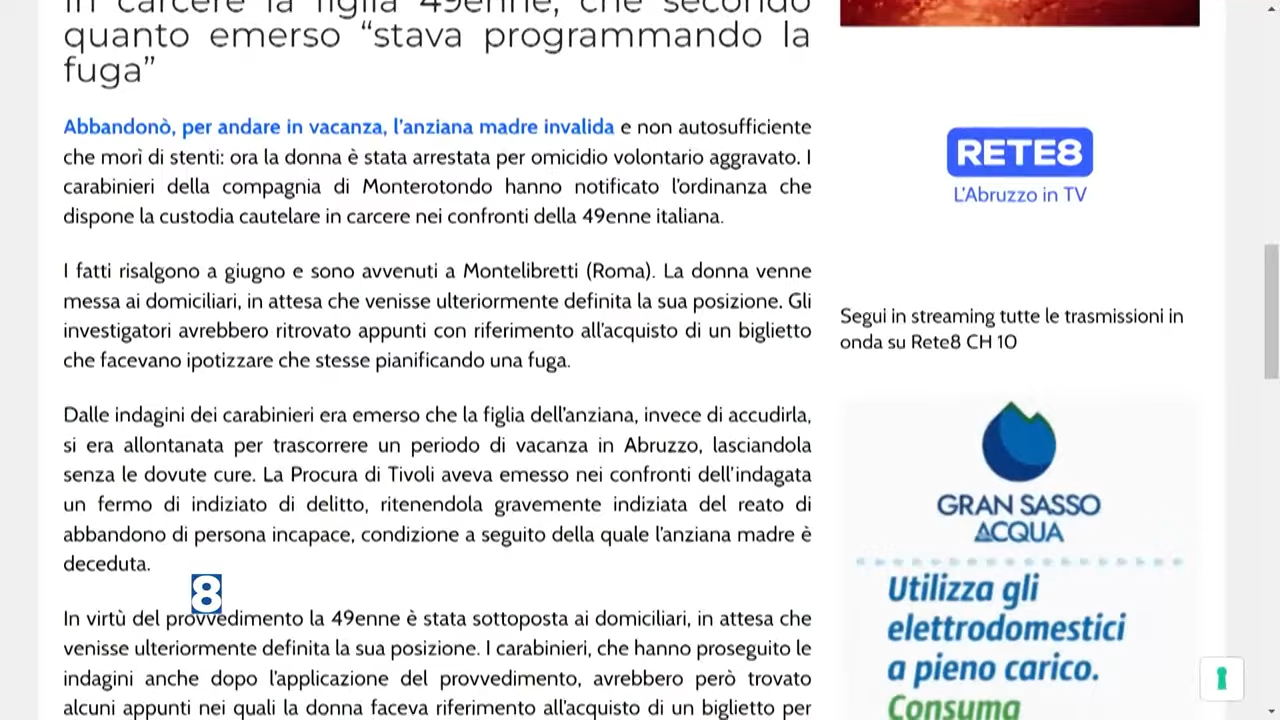 in carcere la figlia 49enne, che secondo
quanto emerso “stava programmando la
fuga”
Abbandonò, per andare in vacanza, l’anziana madre invalida e non autosufficiente
che morì di stenti: ora la donna è stata arrestata per omicidio volontario aggravato. I
carabinieri della compagnia di Monterotondo hanno notificato l’ordinanza che
dispone la custodia cautelare in carcere nei confronti della 49enne italiana.
I fatti risalgono a giugno e sono avvenuti a Montelibretti (Roma). La donna venne
messa ai domiciliari, in attesa che venisse ulteriormente definita la sua posizione. Gli
investigatori avrebbero ritrovato appunti con riferimento all’acquisto di un biglietto
che facevano ipotizzare che stesse pianificando una fuga.
Dalle indagini dei carabinieri era emerso che la figlia dell’anziana, invece di accudirla,
si era allontanata per trascorrere un periodo di vacanza in Abruzzo, lasciandola
senza le dovute cure. La Procura di Tivoli aveva emesso nei confronti dell’indagata
un fermo di indiziato di delitto, ritenendola gravemente indiziata del reato di
abbandono di persona incapace, condizione a seguito della quale l’anziana madre è
deceduta.
8
In virtù del provvedimento la 49enne è stata sottoposta ai domiciliari, in attesa che
venisse ulteriormente definita la sua posizione. I carabinieri, che hanno proseguito le
indagini anche dopo l’applicazione del provvedimento, avrebbero però trovato
alcuni appunti nei quali la donna faceva riferimento all’acquisto di un biglietto per
RETE8
L’Abruzzo in TV
Segui in streaming tutte le trasmissioni in
onda su Rete8 CH 10
GRAN SASSO
ACQUA
Utilizza gli
elettrodomestici
a pieno carico.
Consuma